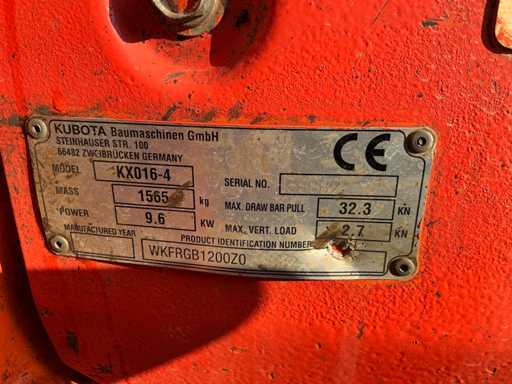 KUBOTA Baumaschinen GmbH
STEINHAUSER STR. 100
66482 ZWEIBRÜCKEN GERMANY
CE
MODEL KX016-4
SERIAL NO.
MASS 1565 kg
MAX. DRAW BAR PULL 32.3 KN
POWER 9.6 KW
MAX. VERT. LOAD 2.7 KN
MANUFACTURED YEAR
PRODUCT IDENTIFICATION NUMBER
WKFRGB1200Z0